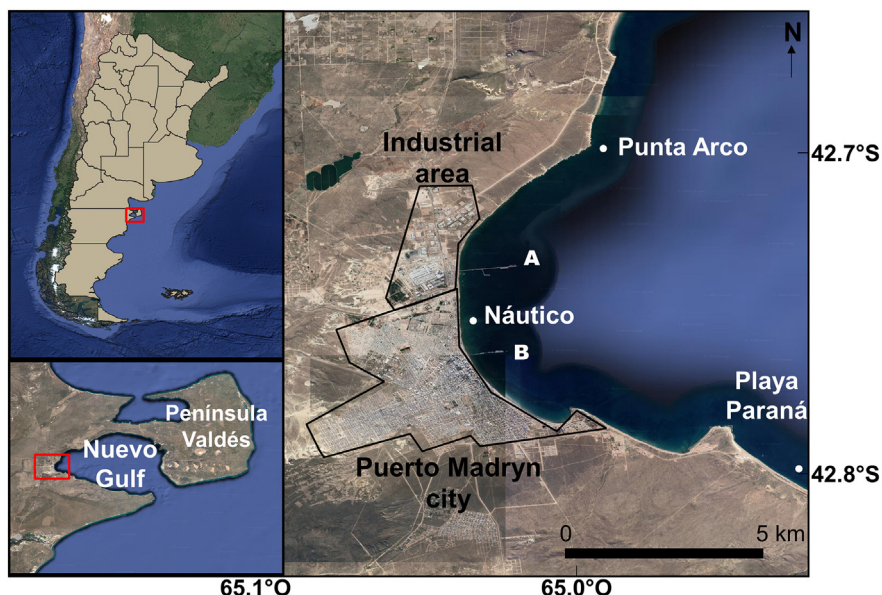 N
Punta Arco
42.7°S
Industrial
area
A
Náutico
B
Playa
Paraná
Península
Valdés
Nuevo
Gulf
Puerto Madryn
city
42.8°S
0
5 km
65.1°O
65.0°O